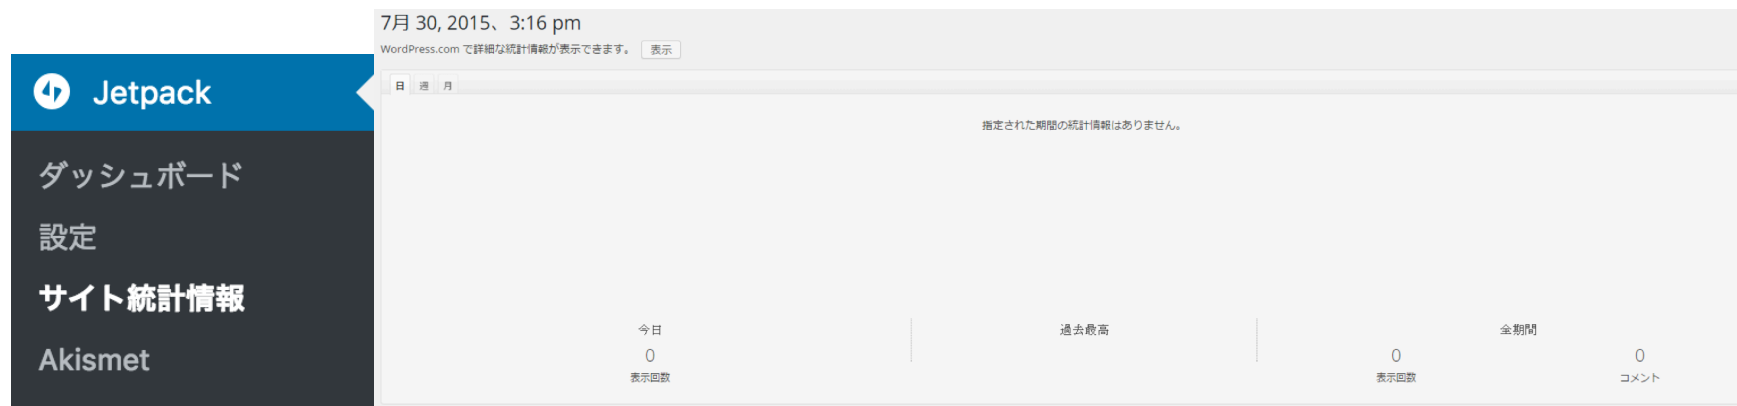 Jetpack
ダッシュボード
設定
サイト統計情報
Akismet
7月 30, 2015、3:16 pm
WordPress.com で詳細な統計情報が表示できます。 表示
日 週 月
指定された期間の統計情報はありません。
今日 過去最高 全期間
0 0 0
表示回数 表示回数 コメント